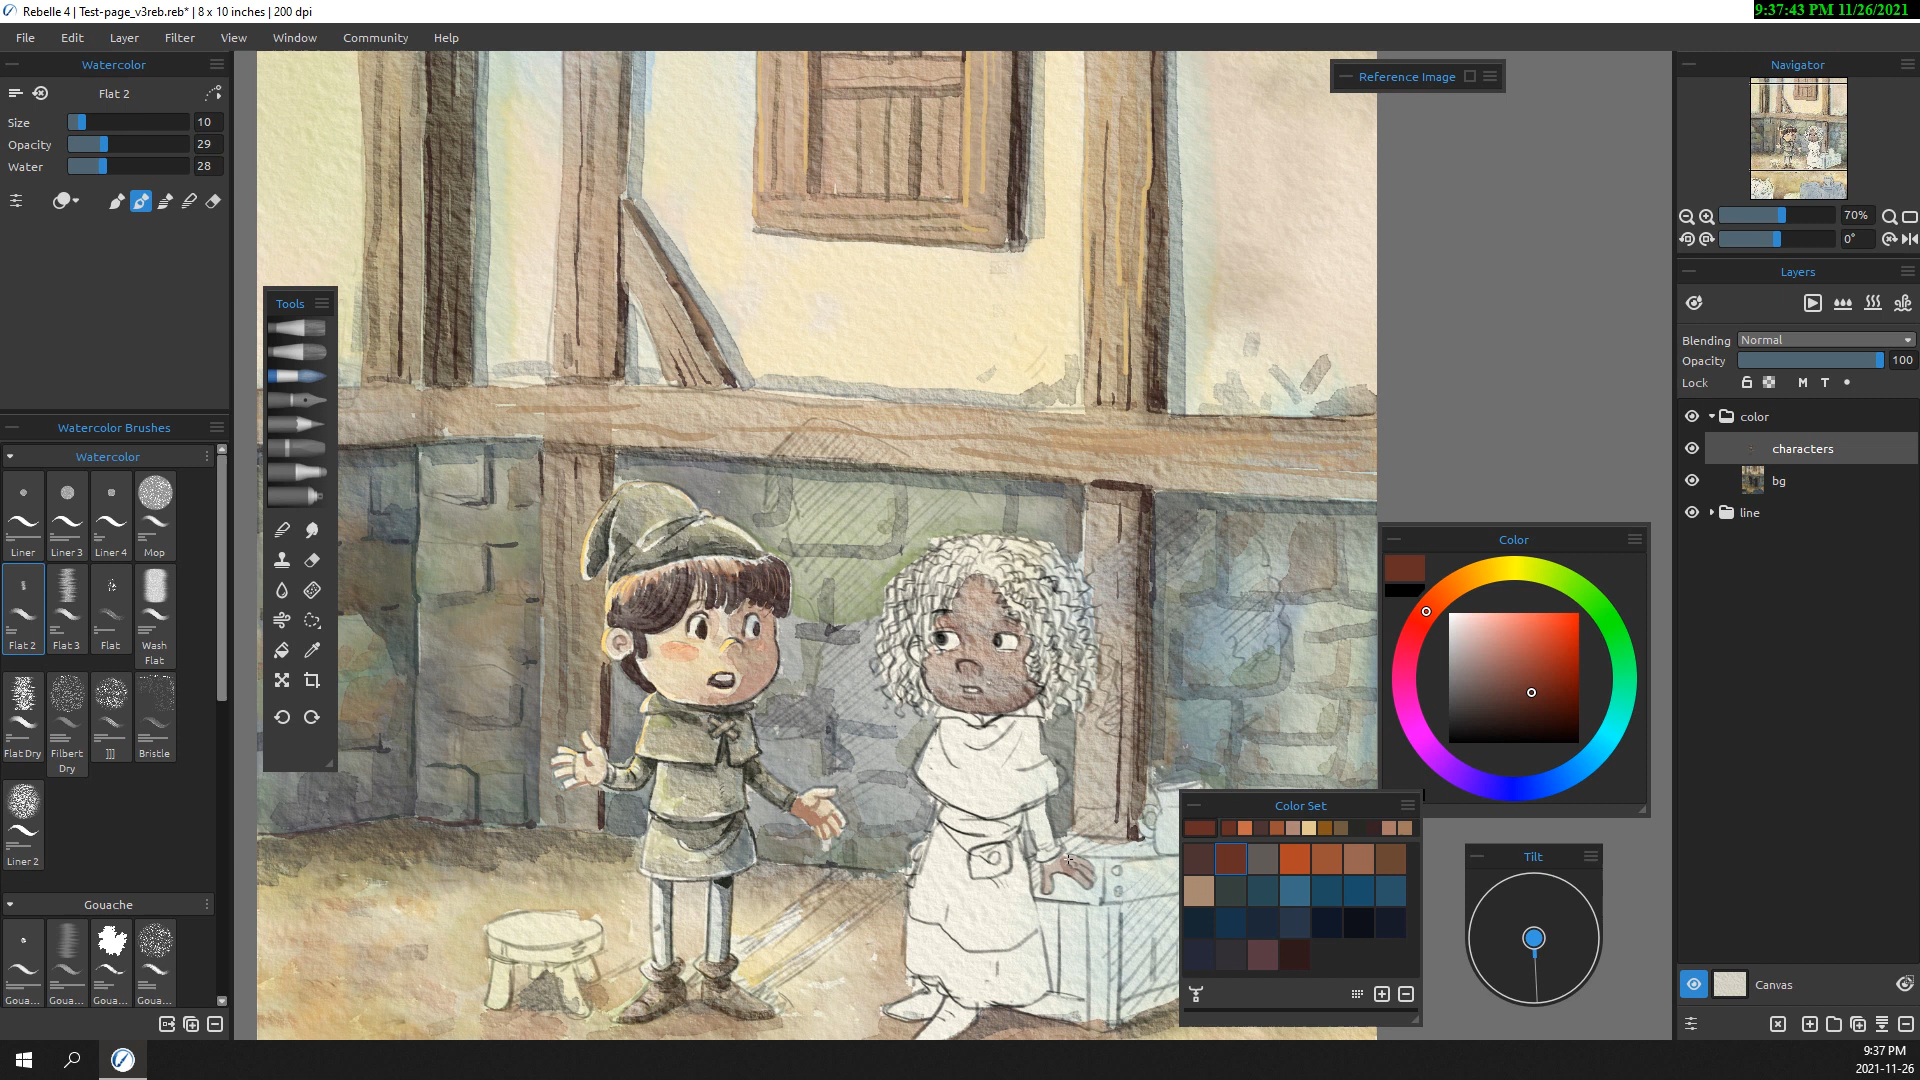 Rebelle 4 | Test-page_v3reb.reb* | 8 x 10 inches | 200 dpi
9:37:43 PM 11/26/2021
File Edit Layer Filter View Window Community Help
Watercolor
Flat 2
Size 10
Opacity 29
Water 28
Watercolor Brushes
Watercolor
Liner Liner 3 Liner 4 Mop
Flat 2 Flat 3 Flat Wash Flat
Flat Dry Filbert Dry ]]] Bristle
Liner 2
Gouache
Goua... Goua... Goua... Goua...
Tools
Reference Image
Color
Color Set
Tilt
Navigator
70%
0°
Layers
Blending Normal
Opacity 100
Lock M T
color
characters
bg
line
Canvas
9:37 PM
2021-11-26